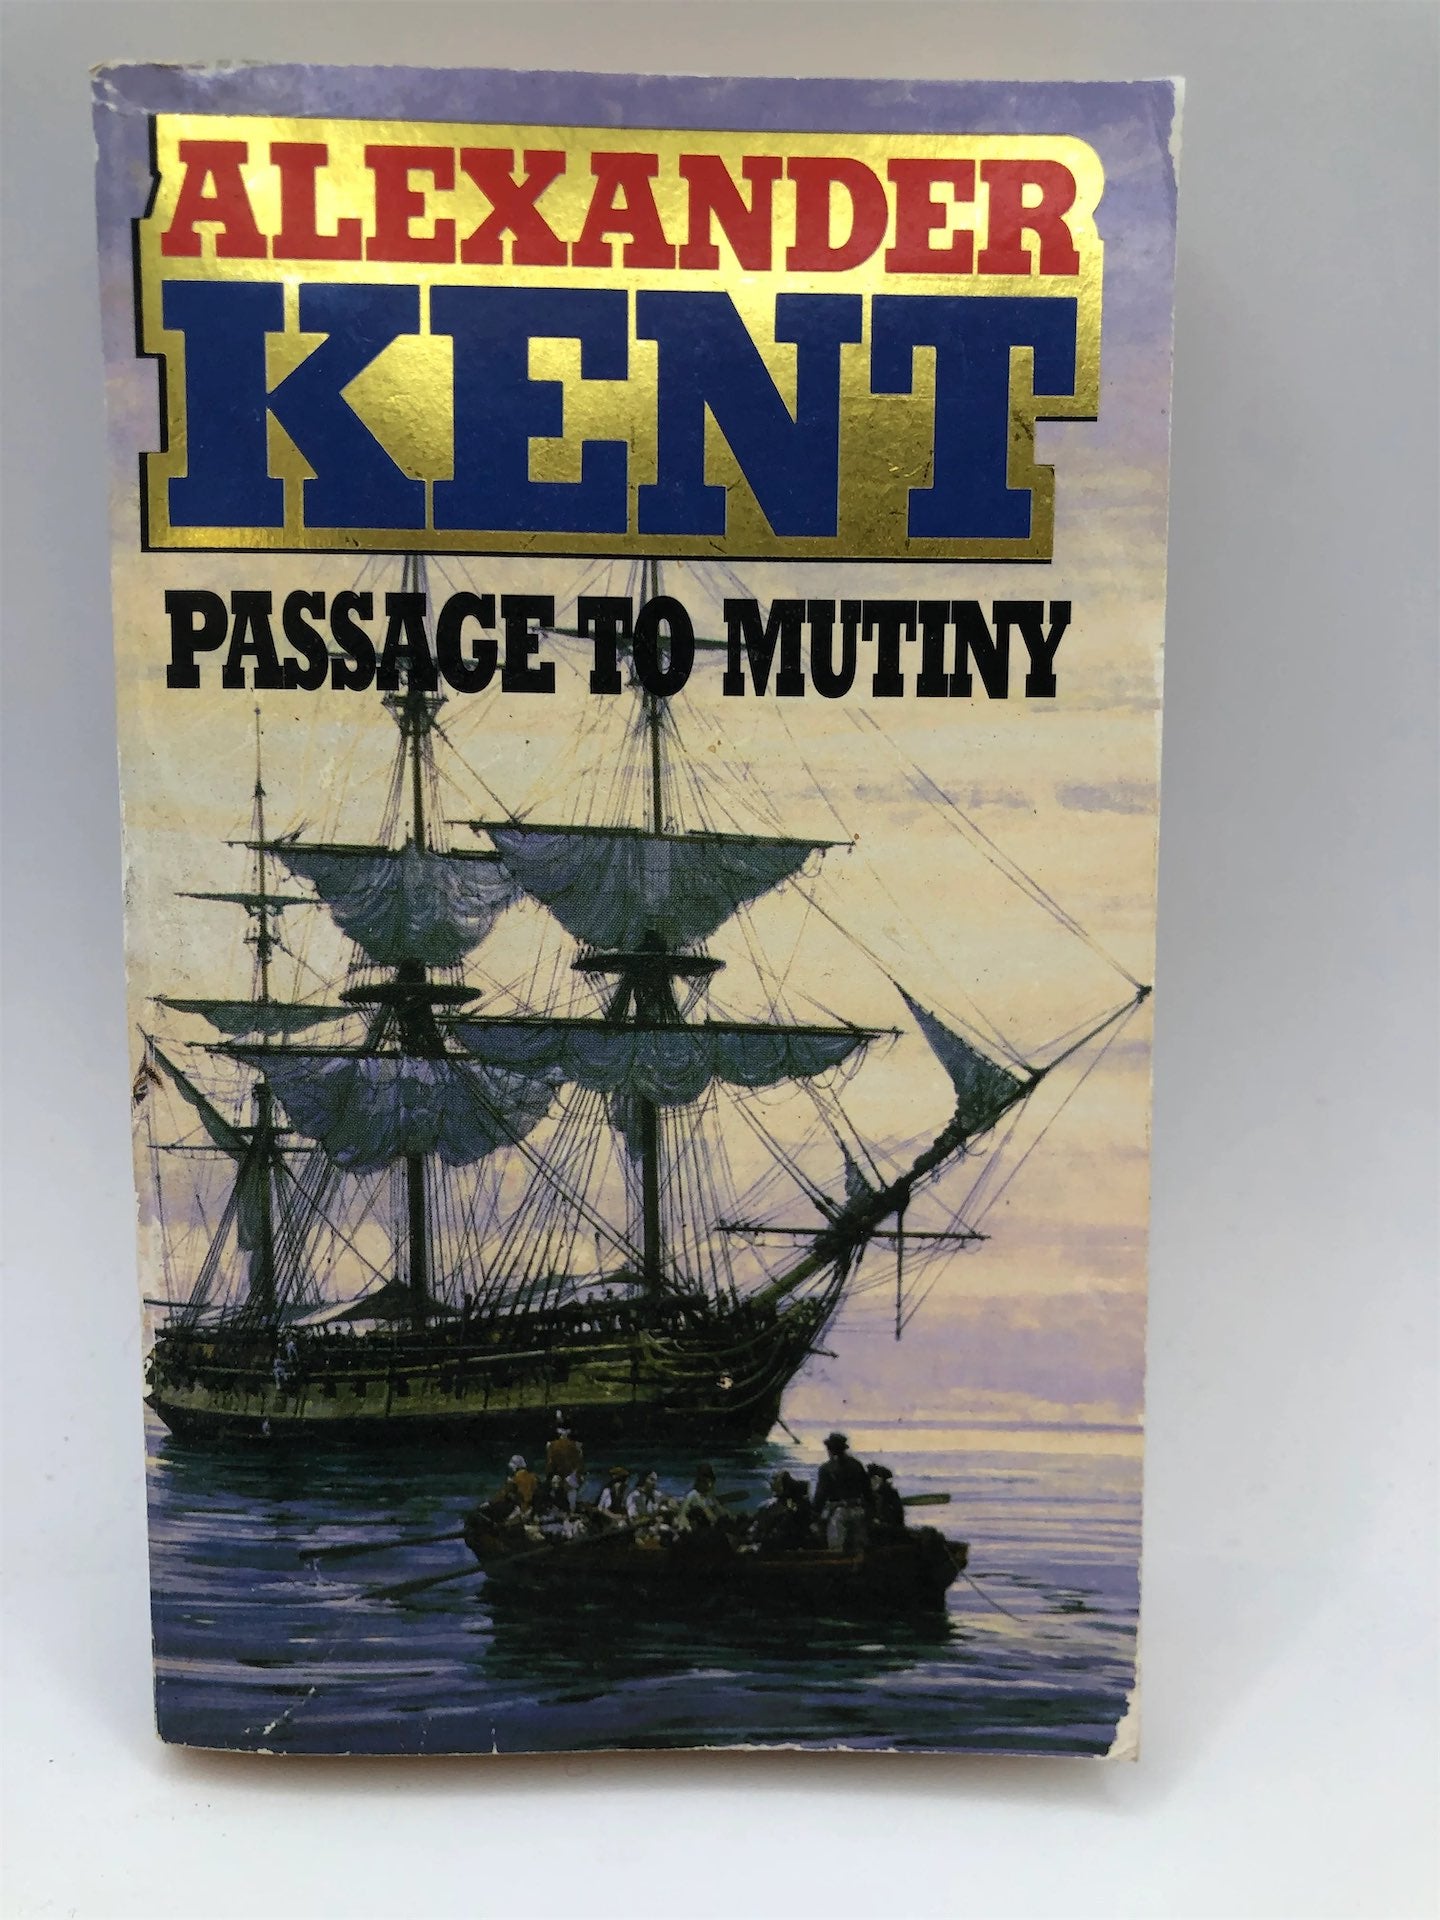 ALEXANDER
KENT
PASSAGE TO MUTINY